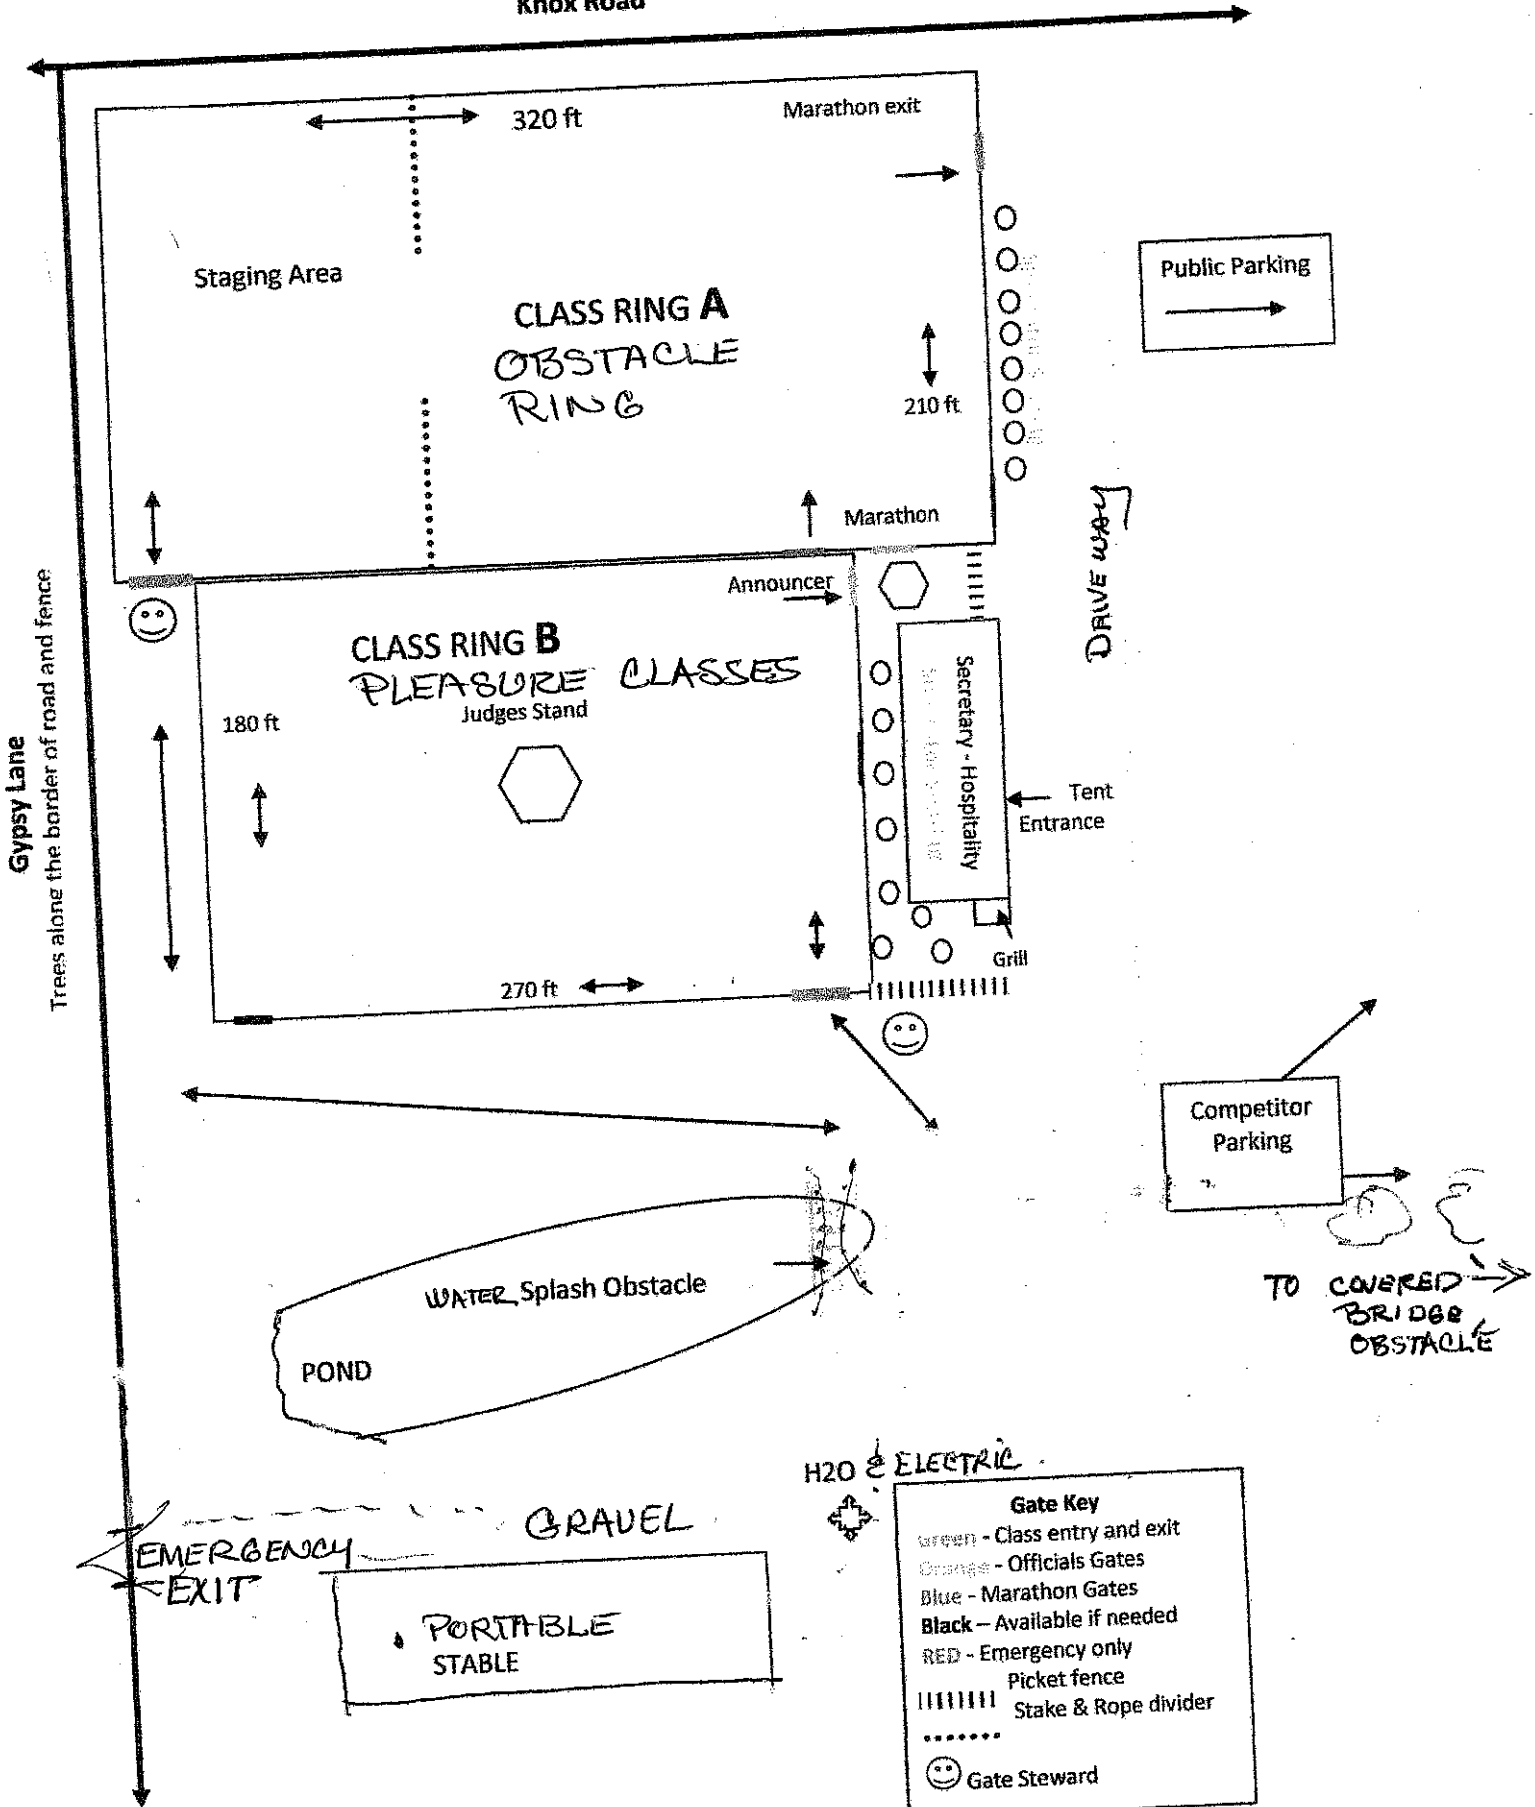 Knox Road
320 ft
Marathon exit
Staging Area
CLASS RING A
OBSTACLE
RING
210 ft
Public Parking
Marathon
DRIVE WAY
Announcer
CLASS RING B
PLEASURE CLASSES
Judges Stand
180 ft
Secretary - Hospitality
Tent
Entrance
Grill
270 ft
Gypsy Lane
Trees along the border of road and fence
Competitor
Parking
WATER Splash Obstacle
POND
TO COVERED
BRIDGE
OBSTACLE
H2O & ELECTRIC
GRAVEL
EMERGENCY
EXIT
PORTABLE
STABLE
Gate Key
Green - Class entry and exit
Orange - Officials Gates
Blue - Marathon Gates
Black – Available if needed
RED - Emergency only
Picket fence
Stake & Rope divider
Gate Steward